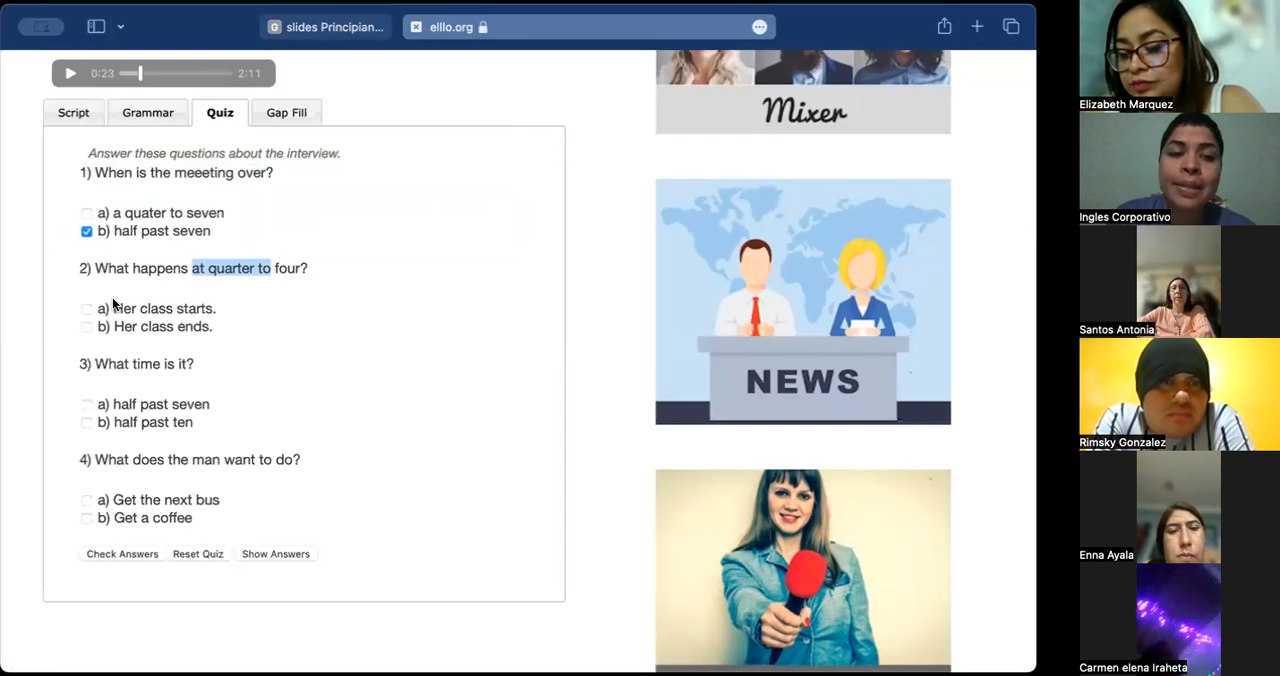 slides Principian...
elllo.org
0:23
2:11
Script
Grammar
Quiz
Gap Fill
Answer these questions about the interview.
1) When is the meeeting over?
a) a quater to seven
b) half past seven
2) What happens at quarter to four?
a) Her class starts.
b) Her class ends.
3) What time is it?
a) half past seven
b) half past ten
4) What does the man want to do?
a) Get the next bus
b) Get a coffee
Check Answers
Reset Quiz
Show Answers
Mixer
NEWS
Elizabeth Marquez
Ingles Corporativo
Santos Antonia
Rimsky Gonzalez
Enna Ayala
Carmen elena Iraheta